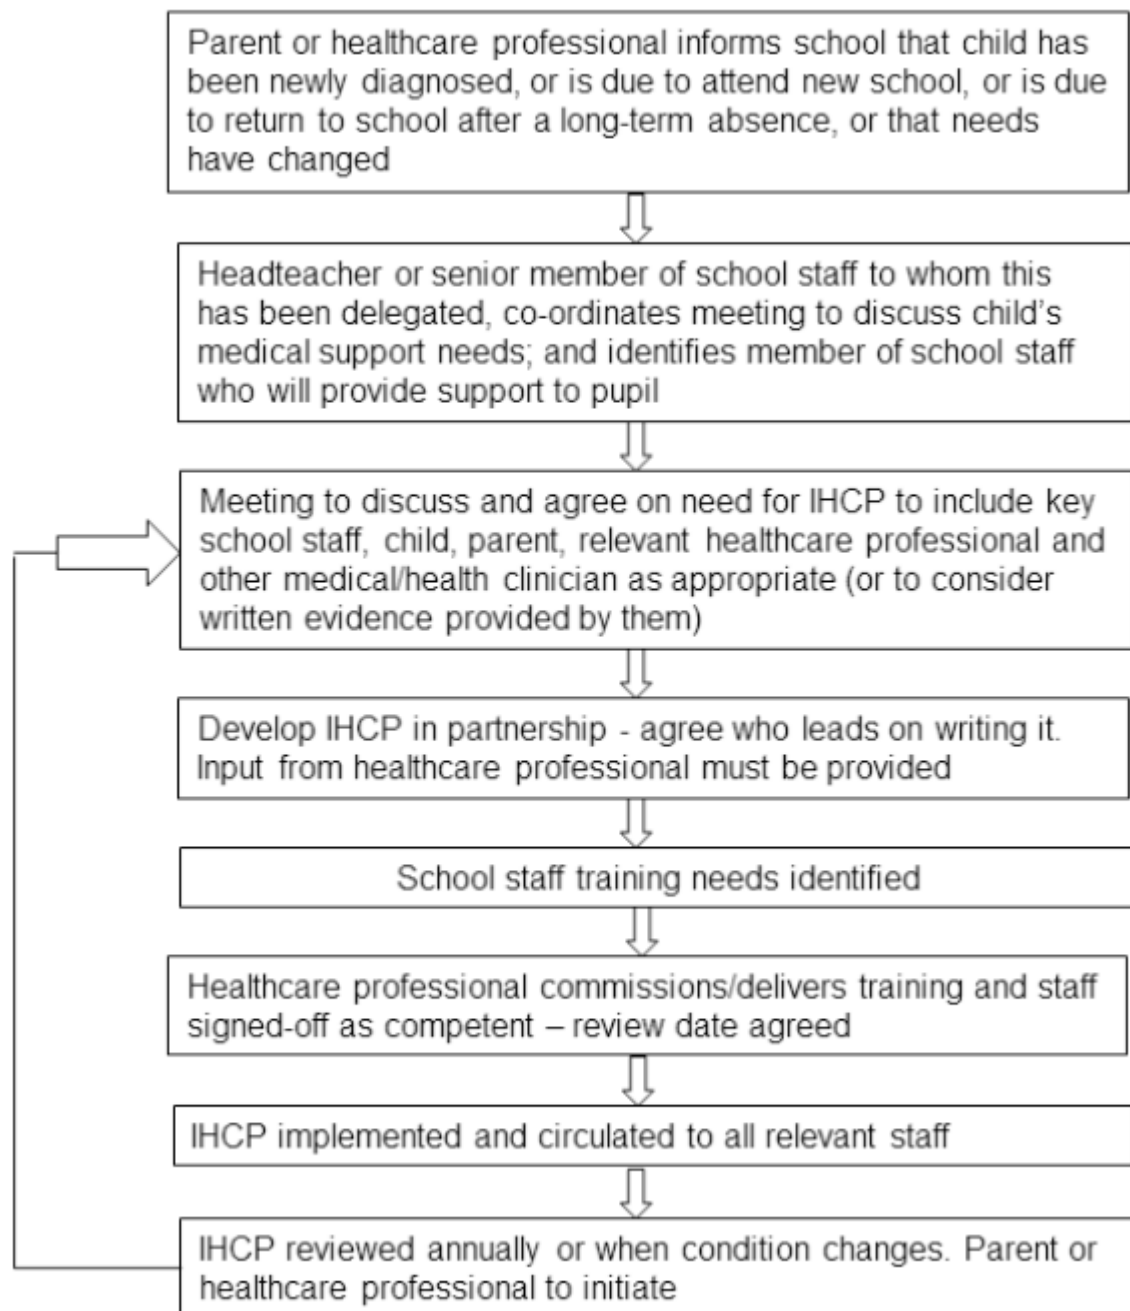 Parent or healthcare professional informs school that child has
been newly diagnosed, or is due to attend new school, or is due
to return to school after a long-term absence, or that needs
have changed
Headteacher or senior member of school staff to whom this
has been delegated, co-ordinates meeting to discuss child's
medical support needs; and identifies member of school staff
who will provide support to pupil
Meeting to discuss and agree on need for IHCP to include key
school staff, child, parent, relevant healthcare professional and
other medical/health clinician as appropriate (or to consider
written evidence provided by them)
Develop IHCP in partnership - agree who leads on writing it.
Input from healthcare professional must be provided
School staff training needs identified
Healthcare professional commissions/delivers training and staff
signed-off as competent – review date agreed
IHCP implemented and circulated to all relevant staff
IHCP reviewed annually or when condition changes. Parent or
healthcare professional to initiate